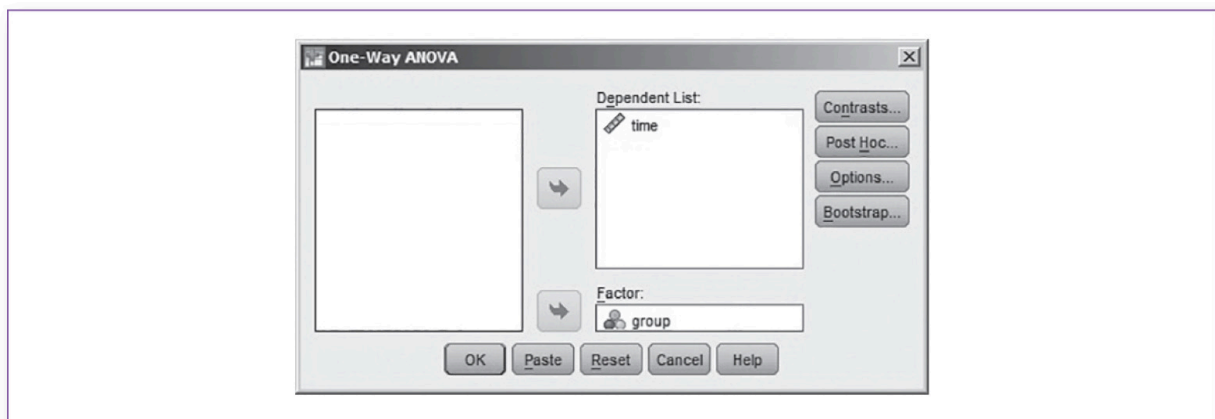 One-Way ANOVA
Dependent List:
time
Factor:
group
Contrasts...
Post Hoc...
Options...
Bootstrap...
OK Paste Reset Cancel Help